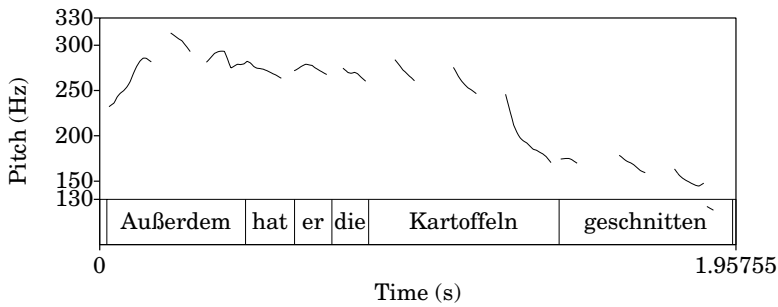 330
300
250
200
150
130
Pitch (Hz)
Außerdem hat er die Kartoffeln geschnitten
0 1.95755
Time (s)